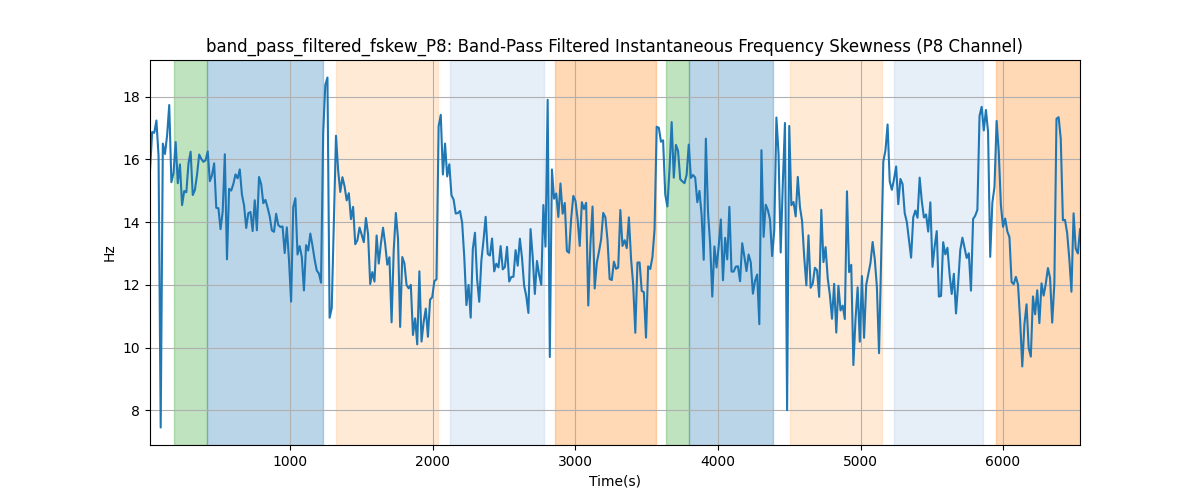 band_pass_filtered_fskew_P8: Band-Pass Filtered Instantaneous Frequency Skewness (P8 Channel)
18
16
14
12
10
8
Hz
1000 2000 3000 4000 5000 6000
Time(s)